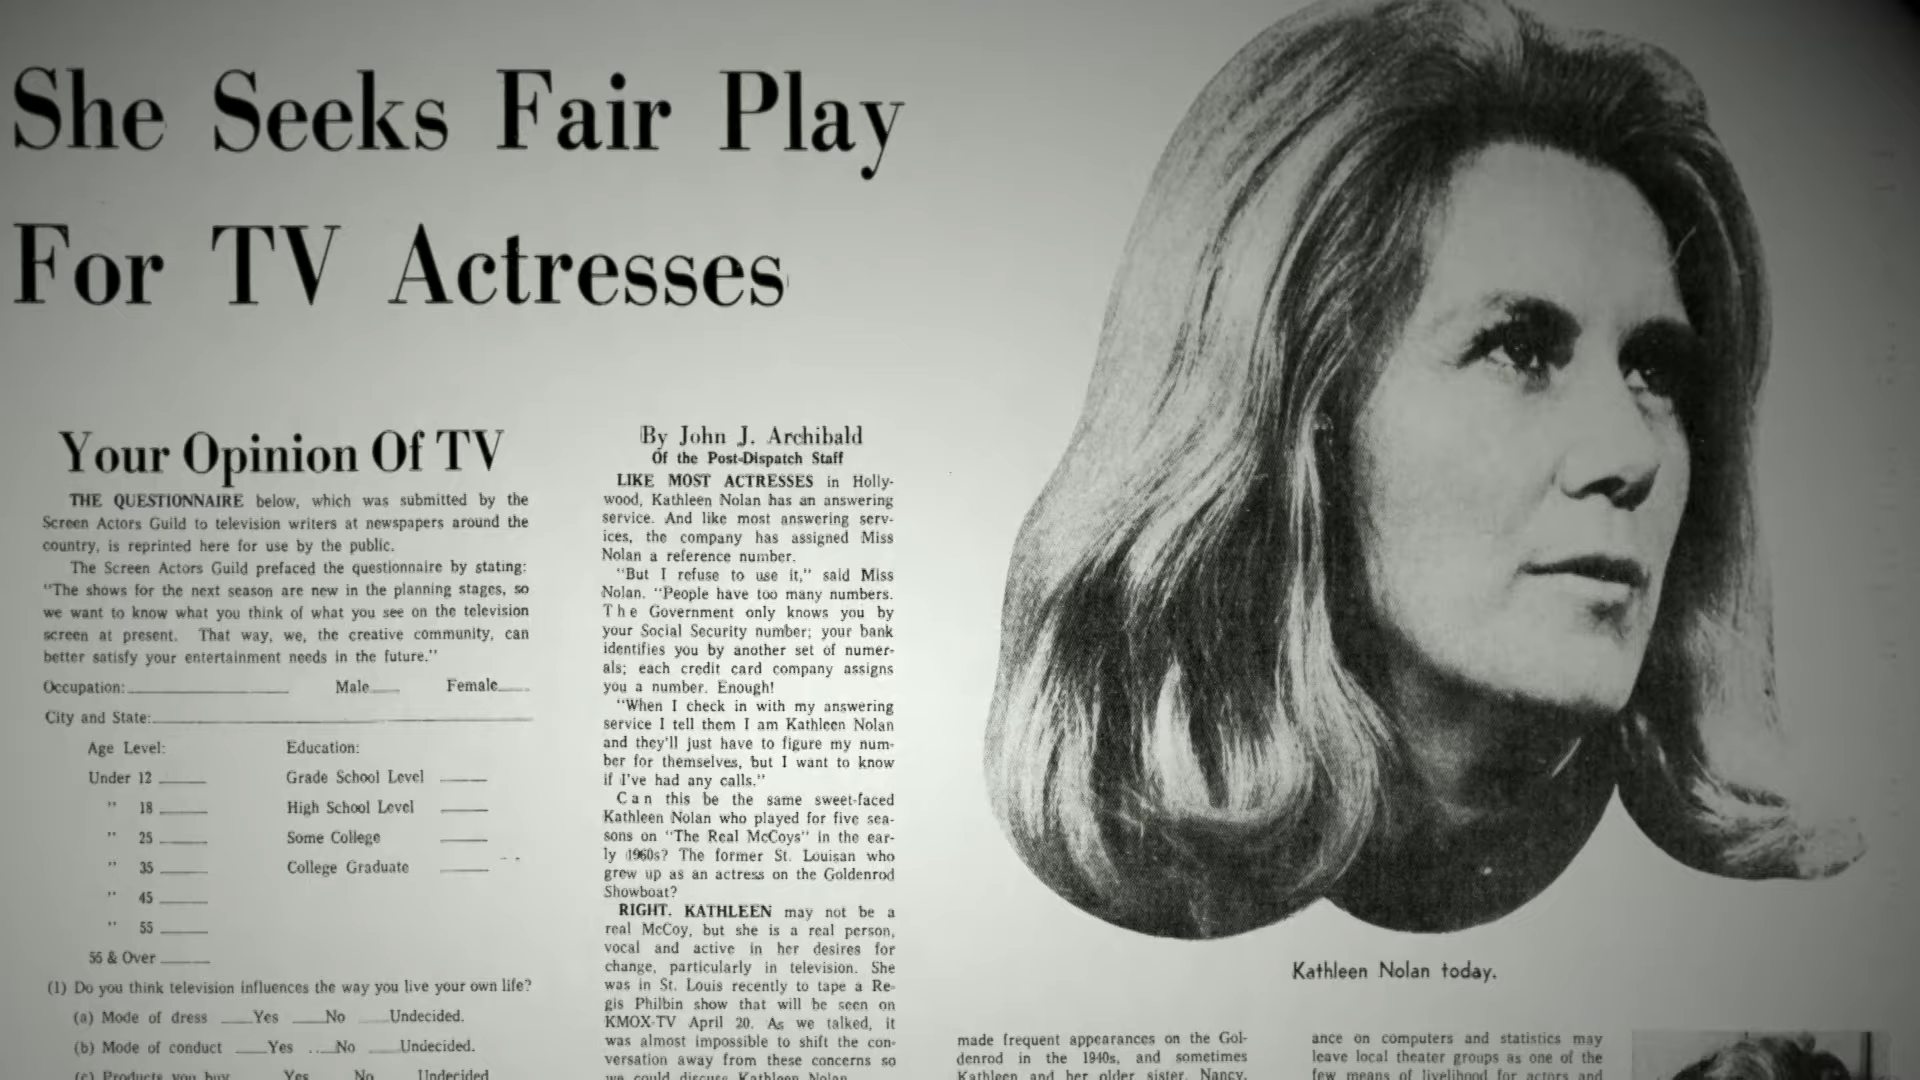 She Seeks Fair Play
For TV Actresses
Your Opinion Of TV
THE QUESTIONNAIRE below, which was submitted by the
Screen Actors Guild to television writers at newspapers around the
country, is reprinted here for use by the public.
The Screen Actors Guild prefaced the questionnaire by stating:
"The shows for the next season are new in the planning stages, so
we want to know what you think of what you see on the television
screen at present. That way, we, the creative community, can
better satisfy your entertainment needs in the future."
Occupation: Male Female
City and State:
Age Level: Education:
Under 12 Grade School Level
" 18 High School Level
" 25 Some College
" 35 College Graduate
" 45
" 55
55 & Over
(1) Do you think television influences the way you live your own life?
(a) Mode of dress Yes No Undecided.
(b) Mode of conduct Yes No Undecided.
(c) Products you buy Yes No Undecided
By John J. Archibald
Of the Post-Dispatch Staff
LIKE MOST ACTRESSES in Holly-
wood, Kathleen Nolan has an answering
service. And like most answering serv-
ices, the company has assigned Miss
Nolan a reference number.
"But I refuse to use it," said Miss
Nolan. "People have too many numbers.
The Government only knows you by
your Social Security number; your bank
identifies you by another set of numer-
als; each credit card company assigns
you a number. Enough!
"When I check in with my answering
service I tell them I am Kathleen Nolan
and they'll just have to figure my num-
ber for themselves, but I want to know
if I've had any calls."
Can this be the same sweet-faced
Kathleen Nolan who played for five sea-
sons on "The Real McCoys" in the ear-
ly 1960s? The former St. Louisan who
grew up as an actress on the Goldenrod
Showboat?
RIGHT. KATHLEEN may not be a
real McCoy, but she is a real person,
vocal and active in her desires for
change, particularly in television. She
was in St. Louis recently to tape a Re-
gis Philbin show that will be seen on
KMOX-TV April 20. As we talked, it
was almost impossible to shift the con-
versation away from these concerns so
we could discuss Kathleen Nolan
Kathleen Nolan today.
made frequent appearances on the Gol-
denrod in the 1940s, and sometimes
Kathleen and her older sister, Nancy,
ance on computers and statistics may
leave local theater groups as one of the
few means of livelihood for actors and